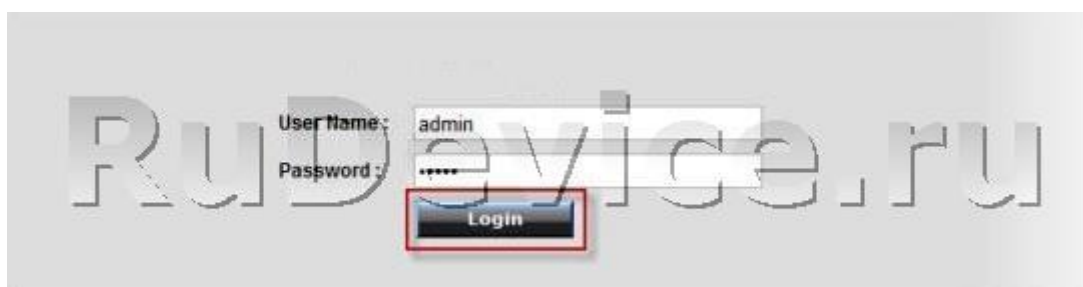 User Name : admin
Password : •••••
Login
RuDevice.ru